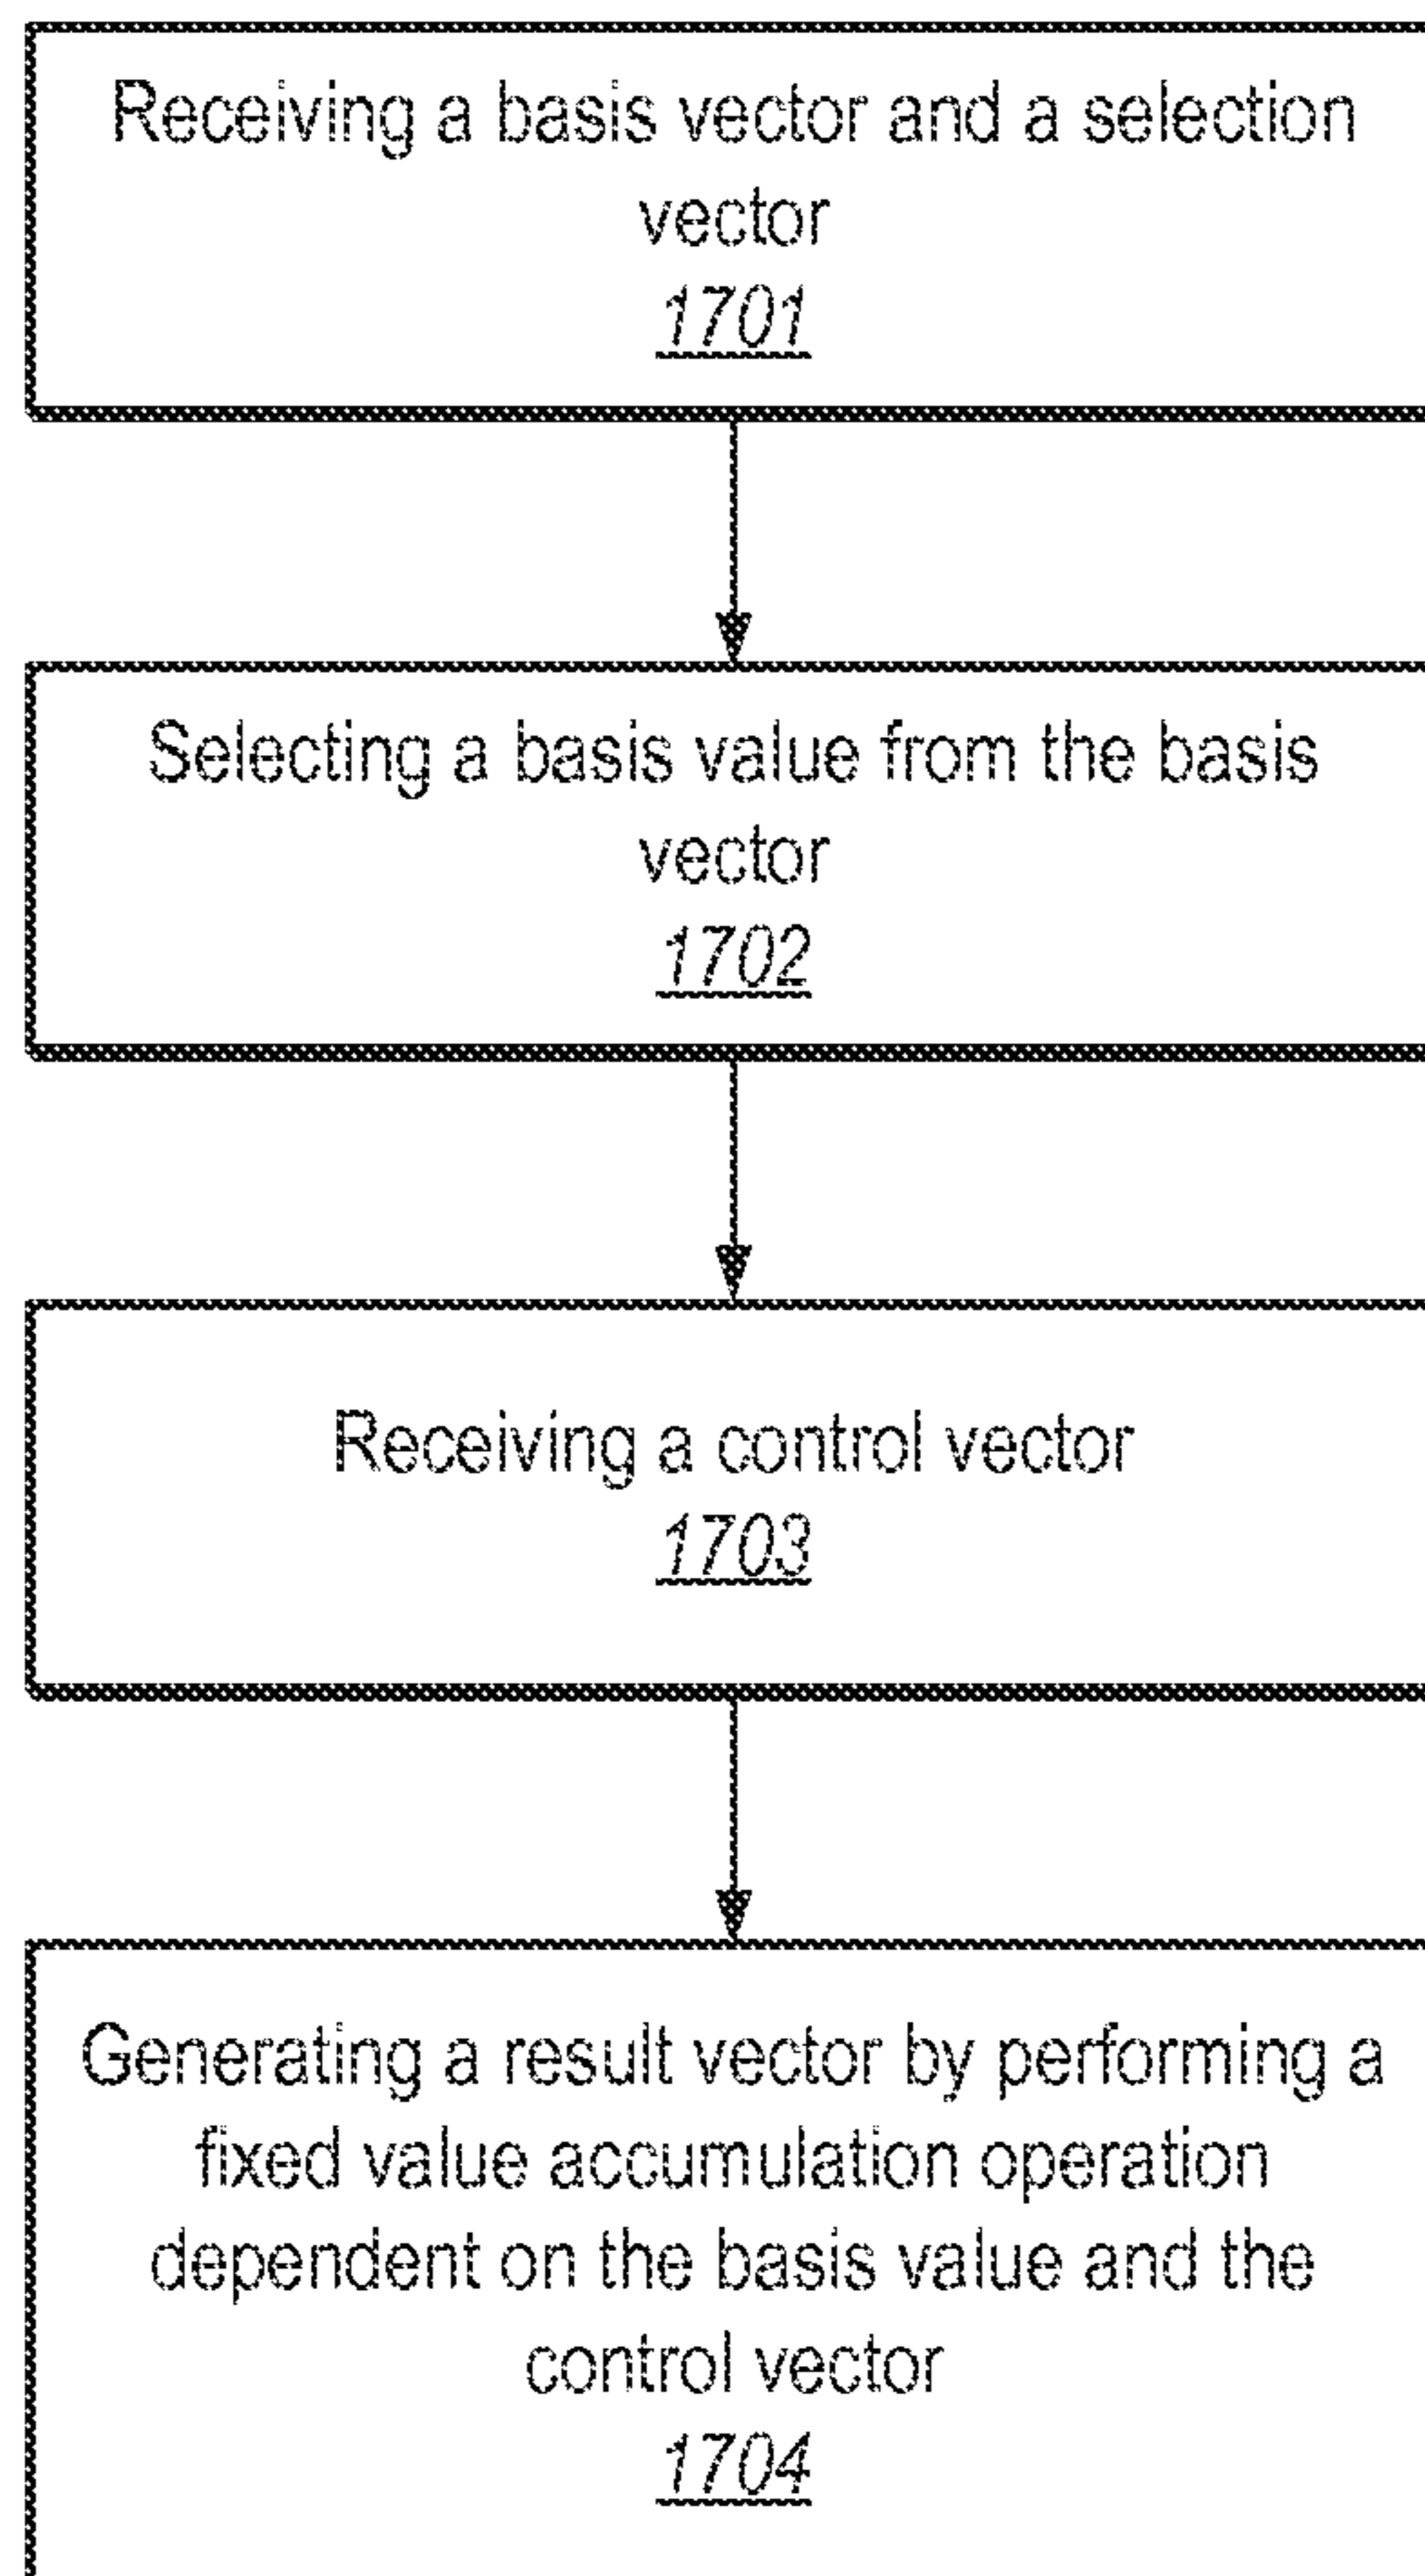 Receiving a basis vector and a selection
vector
1701
Selecting a basis value from the basis
vector
1702
Receiving a control vector
1703
Generating a result vector by performing a
fixed value accumulation operation
dependent on the basis value and the
control vector
1704